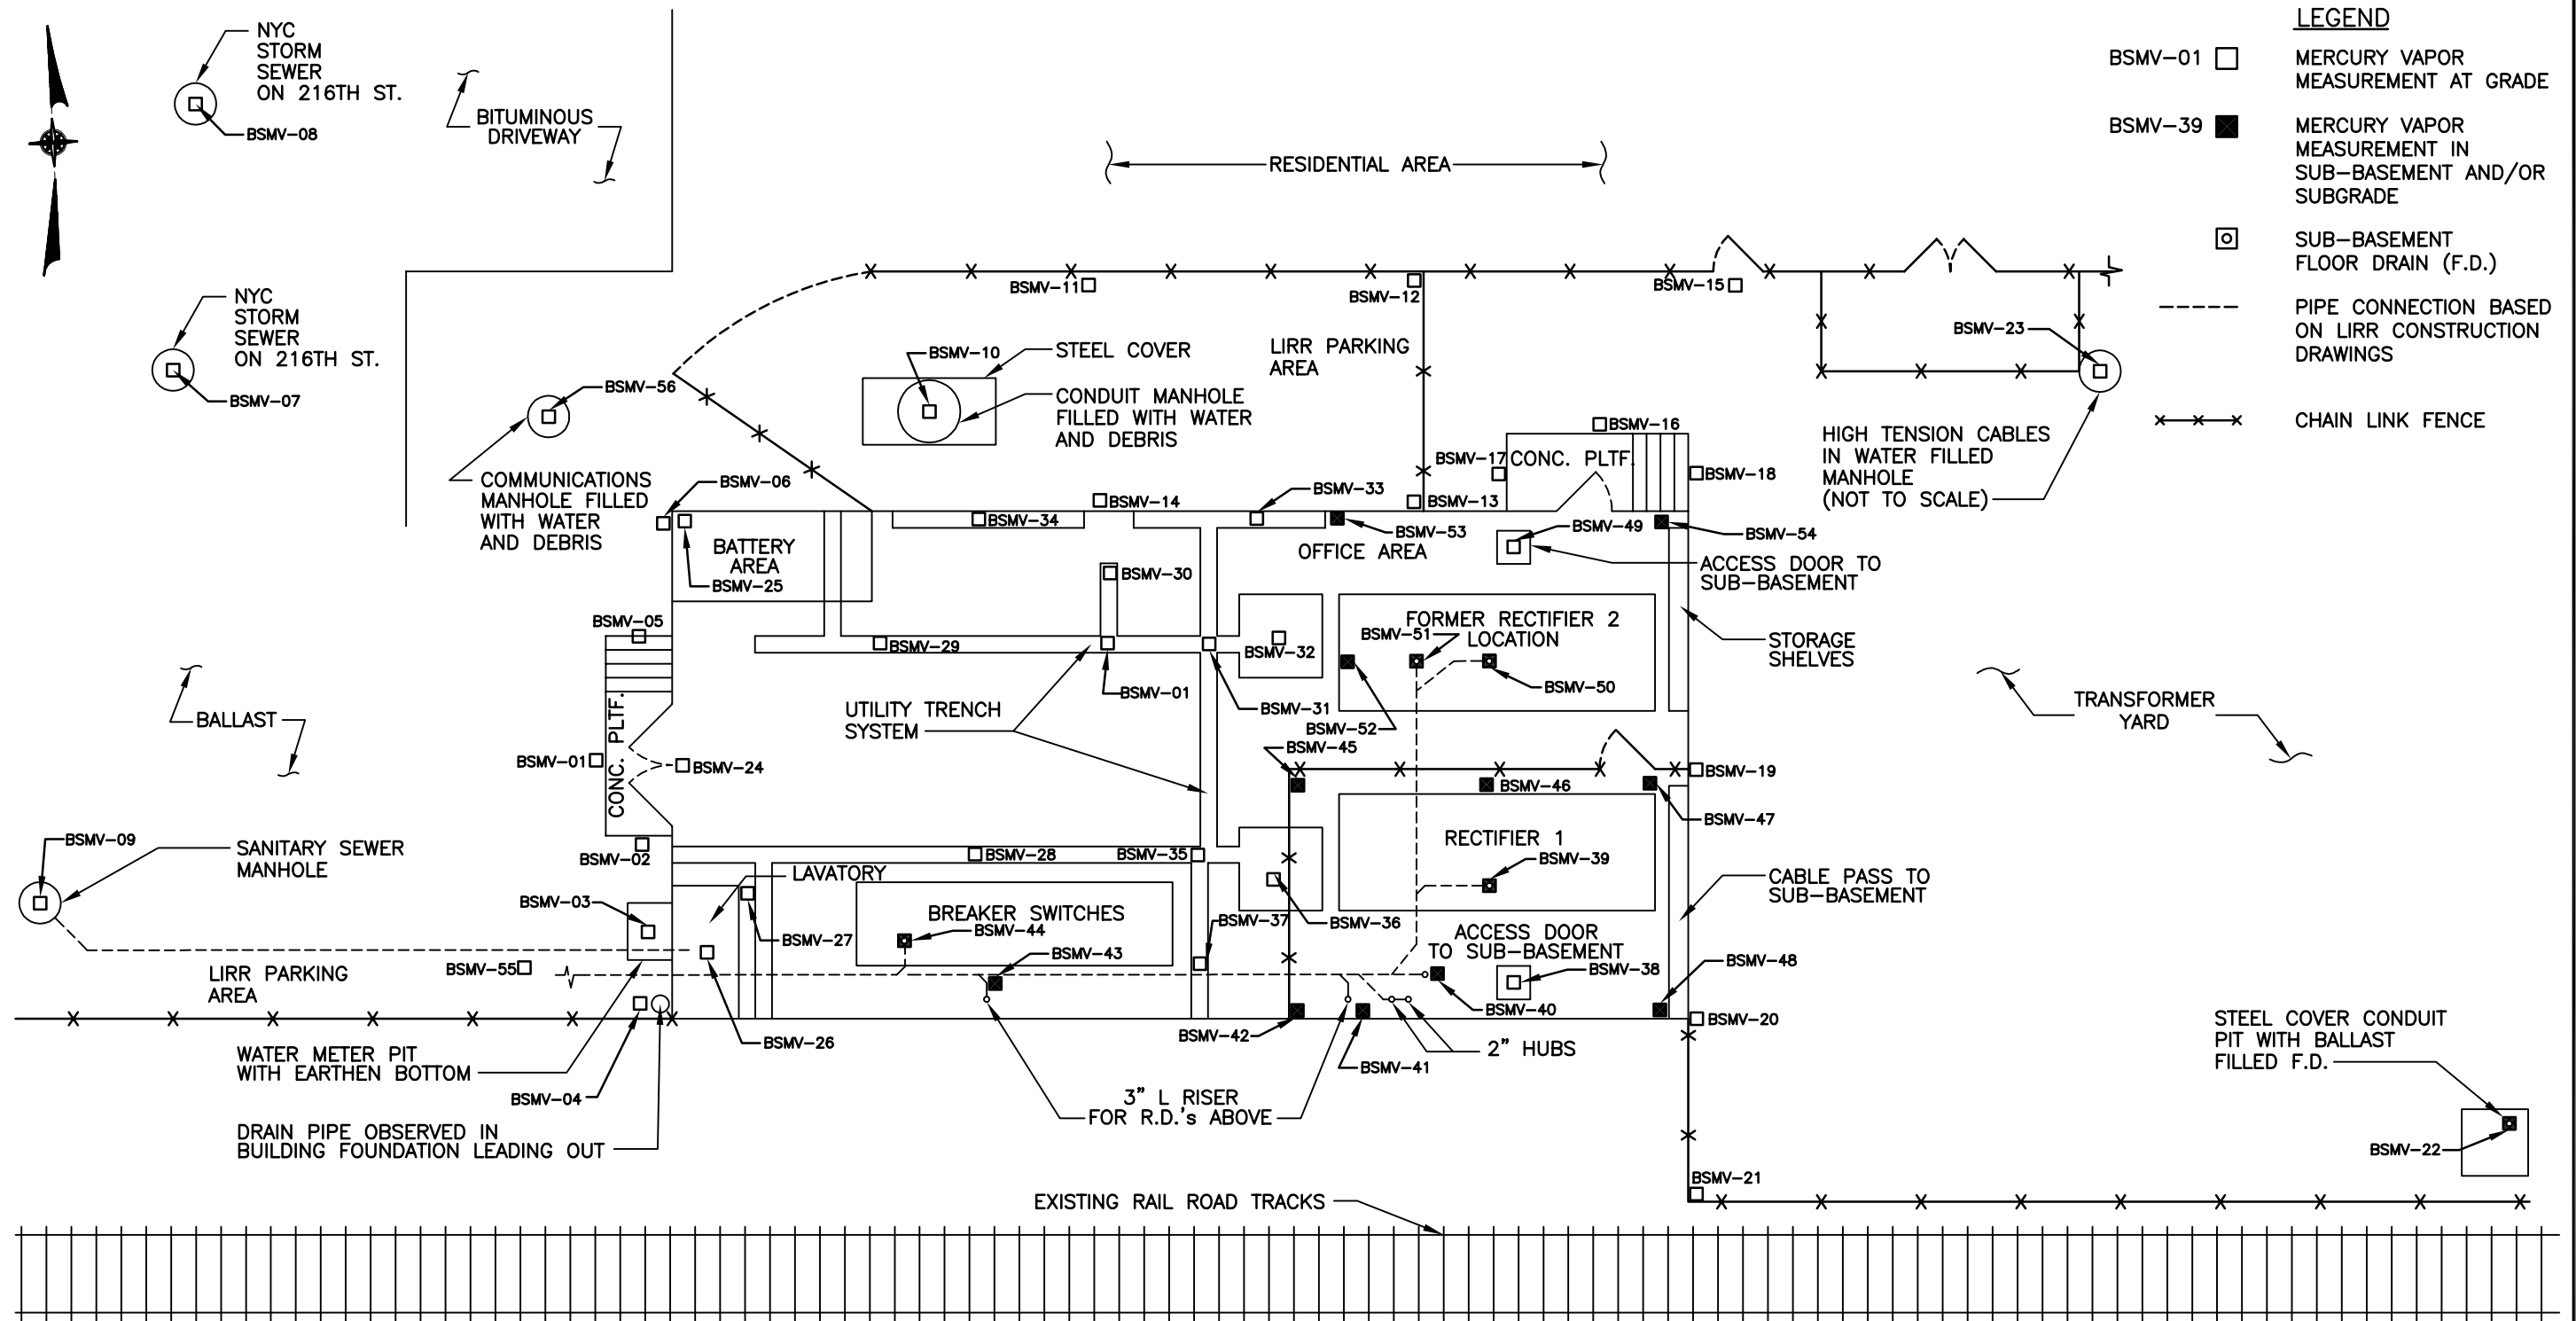 LEGEND
BSMV-01
MERCURY VAPOR
MEASUREMENT AT GRADE
BSMV-39
MERCURY VAPOR
MEASUREMENT IN
SUB-BASEMENT AND/OR
SUBGRADE
SUB-BASEMENT
FLOOR DRAIN (F.D.)
PIPE CONNECTION BASED
ON LIRR CONSTRUCTION
DRAWINGS
CHAIN LINK FENCE
NYC
STORM
SEWER
ON 216TH ST.
BSMV-08
BITUMINOUS
DRIVEWAY
RESIDENTIAL AREA
NYC
STORM
SEWER
ON 216TH ST.
BSMV-07
BSMV-56
COMMUNICATIONS
MANHOLE FILLED
WITH WATER
AND DEBRIS
BSMV-06
BSMV-11
BSMV-12
BSMV-15
BSMV-23
BSMV-10
STEEL COVER
CONDUIT MANHOLE
FILLED WITH WATER
AND DEBRIS
LIRR PARKING
AREA
BSMV-16
BSMV-17
CONC. PLTF.
BSMV-18
HIGH TENSION CABLES
IN WATER FILLED
MANHOLE
(NOT TO SCALE)
BSMV-14
BSMV-33
BSMV-13
BSMV-34
BSMV-53
BSMV-49
BSMV-54
BATTERY
AREA
BSMV-25
OFFICE AREA
ACCESS DOOR TO
SUB-BASEMENT
BSMV-30
BSMV-05
BSMV-29
BSMV-32
FORMER RECTIFIER 2
LOCATION
BSMV-51
STORAGE
SHELVES
BSMV-01
BSMV-50
BSMV-31
BSMV-52
BSMV-45
UTILITY TRENCH
SYSTEM
BALLAST
TRANSFORMER
YARD
CONC. PLTF.
BSMV-01
BSMV-24
BSMV-19
BSMV-46
BSMV-47
BSMV-09
SANITARY SEWER
MANHOLE
BSMV-02
BSMV-28
BSMV-35
RECTIFIER 1
BSMV-39
LAVATORY
CABLE PASS TO
SUB-BASEMENT
BSMV-03
BREAKER SWITCHES
BSMV-44
BSMV-37
BSMV-36
BSMV-27
BSMV-43
ACCESS DOOR
TO SUB-BASEMENT
BSMV-38
BSMV-48
LIRR PARKING
AREA
BSMV-55
BSMV-40
BSMV-20
BSMV-26
BSMV-42
2" HUBS
BSMV-41
WATER METER PIT
WITH EARTHEN BOTTOM
BSMV-04
3" L RISER
FOR R.D.'s ABOVE
STEEL COVER CONDUIT
PIT WITH BALLAST
FILLED F.D.
DRAIN PIPE OBSERVED IN
BUILDING FOUNDATION LEADING OUT
BSMV-22
BSMV-21
EXISTING RAIL ROAD TRACKS